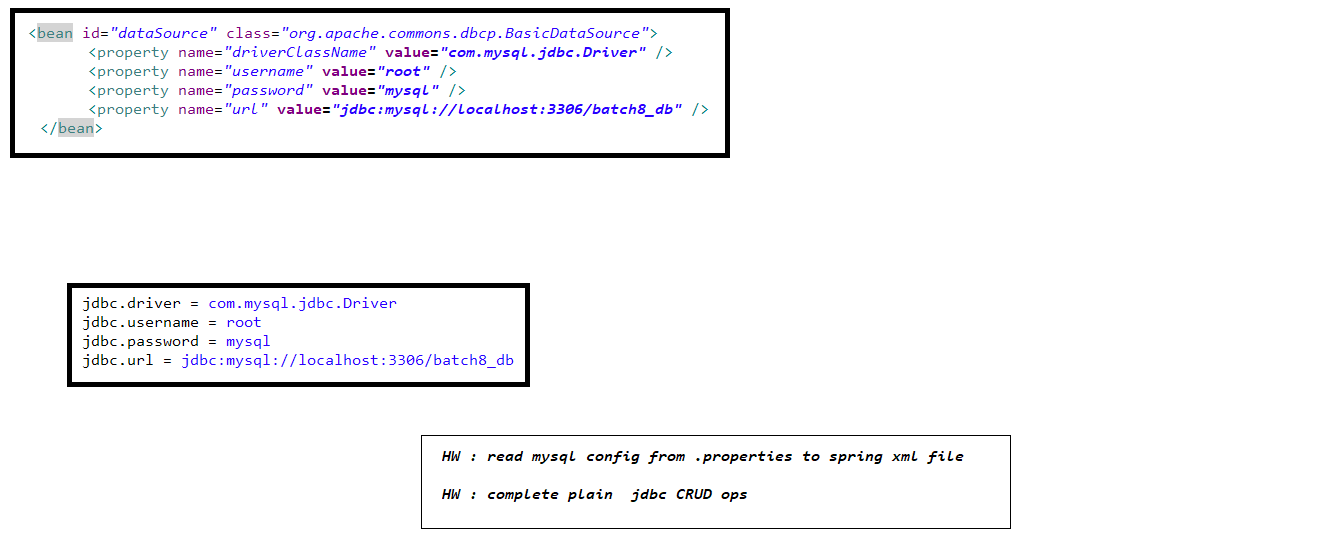 <bean id="dataSource" class="org.apache.commons.dbcp.BasicDataSource">
<property name="driverClassName" value="com.mysql.jdbc.Driver" />
<property name="username" value="root" />
<property name="password" value="mysql" />
<property name="url" value="jdbc:mysql://localhost:3306/batch8_db" />
</bean>
jdbc.driver = com.mysql.jdbc.Driver
jdbc.username = root
jdbc.password = mysql
jdbc.url = jdbc:mysql://localhost:3306/batch8_db
HW : read mysql config from .properties to spring xml file
HW : complete plain  jdbc CRUD ops